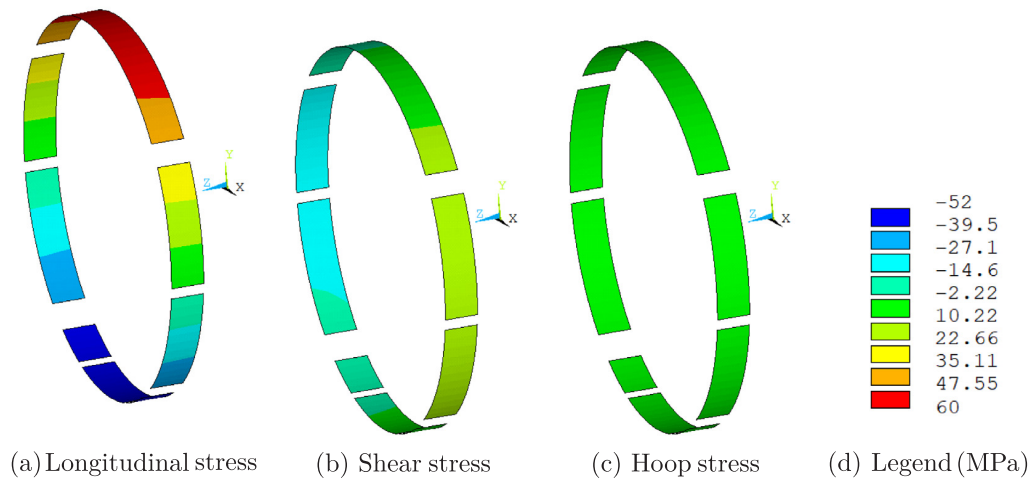 Y
Z
X
Y
Z
X
Y
Z
X
-52
-39.5
-27.1
-14.6
-2.22
10.22
22.66
35.11
47.55
60
(a) Longitudinal stress
(b) Shear stress
(c) Hoop stress
(d) Legend (MPa)